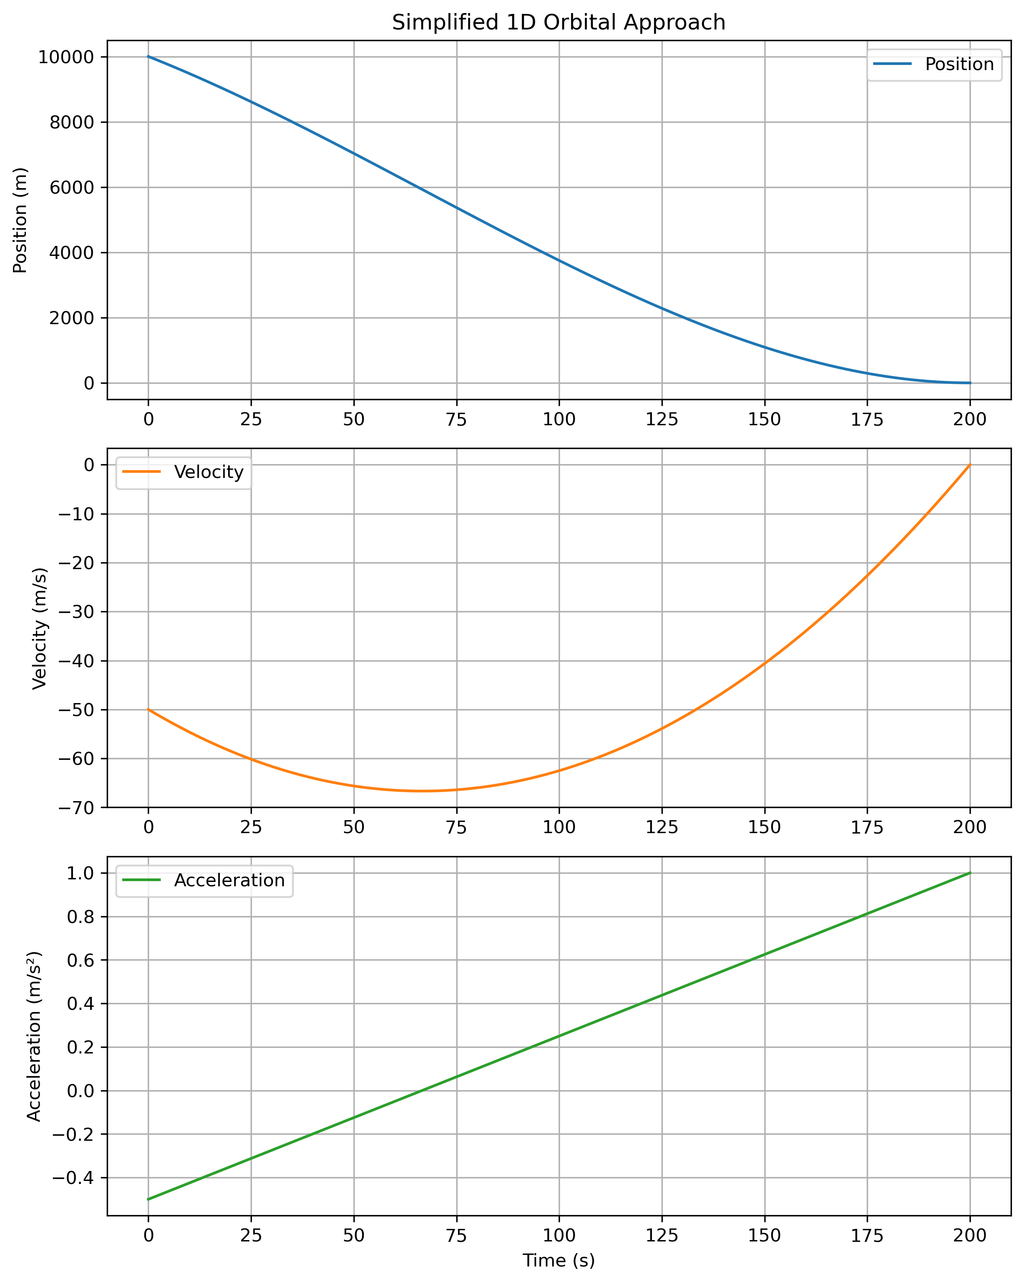 Simplified 1D Orbital Approach
Position (m)
10000
8000
6000
4000
2000
0
Position
0 25 50 75 100 125 150 175 200
Velocity (m/s)
0
−10
−20
−30
−40
−50
−60
−70
Velocity
0 25 50 75 100 125 150 175 200
Acceleration (m/s²)
1.0
0.8
0.6
0.4
0.2
0.0
−0.2
−0.4
Acceleration
0 25 50 75 100 125 150 175 200
Time (s)